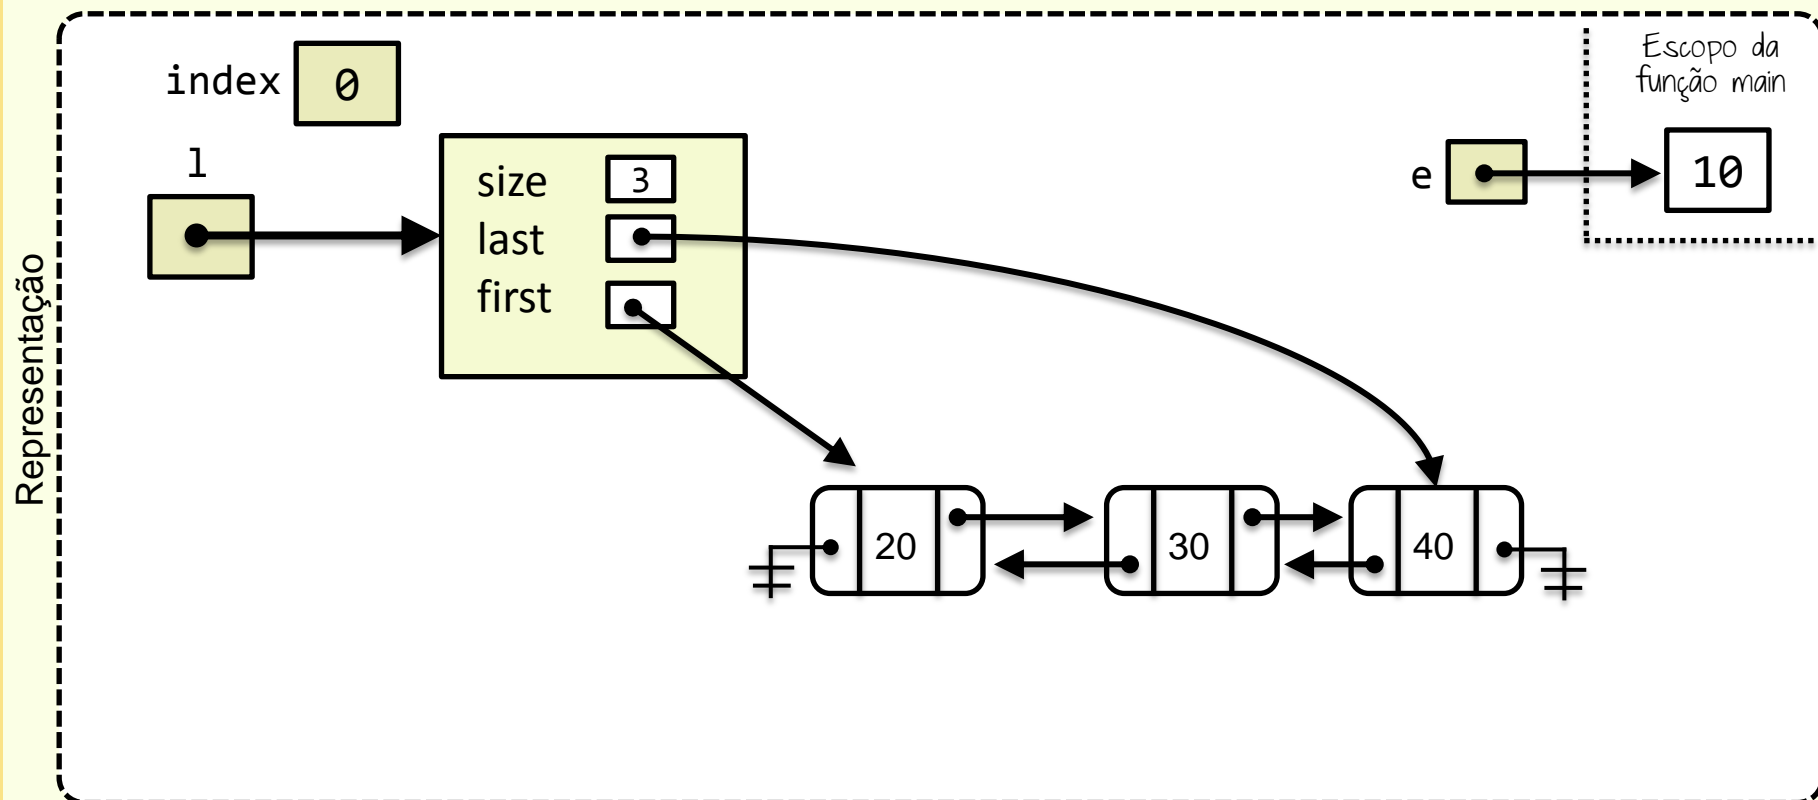 Representação
index 0
l
size 3
last
first
e
Escopo da
função main
10
20
30
40